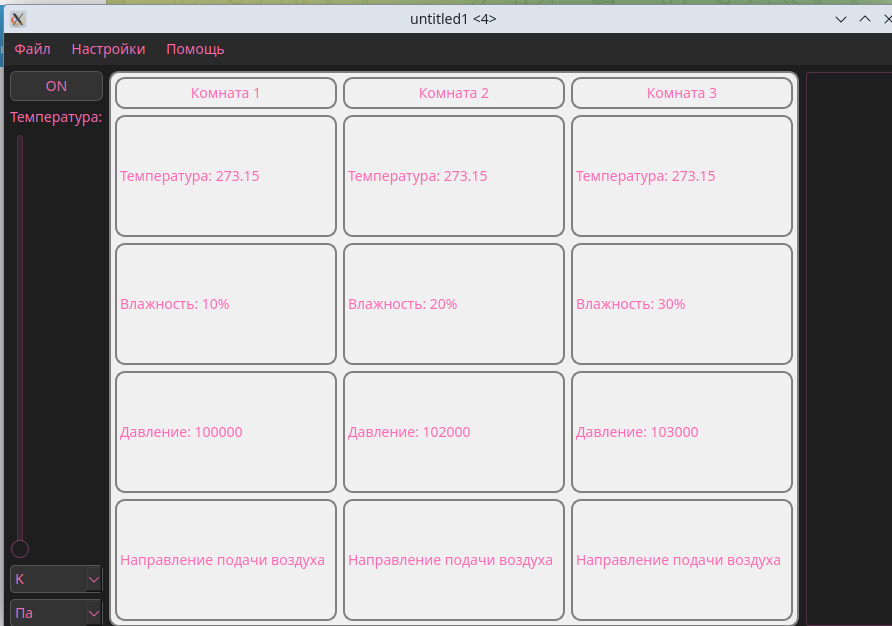 untitled1 <4>
Файл Настройки Помощь
ON
Температура:
Комната 1 Комната 2 Комната 3
Температура: 273.15 Температура: 273.15 Температура: 273.15
Влажность: 10% Влажность: 20% Влажность: 30%
Давление: 100000 Давление: 102000 Давление: 103000
Направление подачи воздуха Направление подачи воздуха Направление подачи воздуха
K
Па